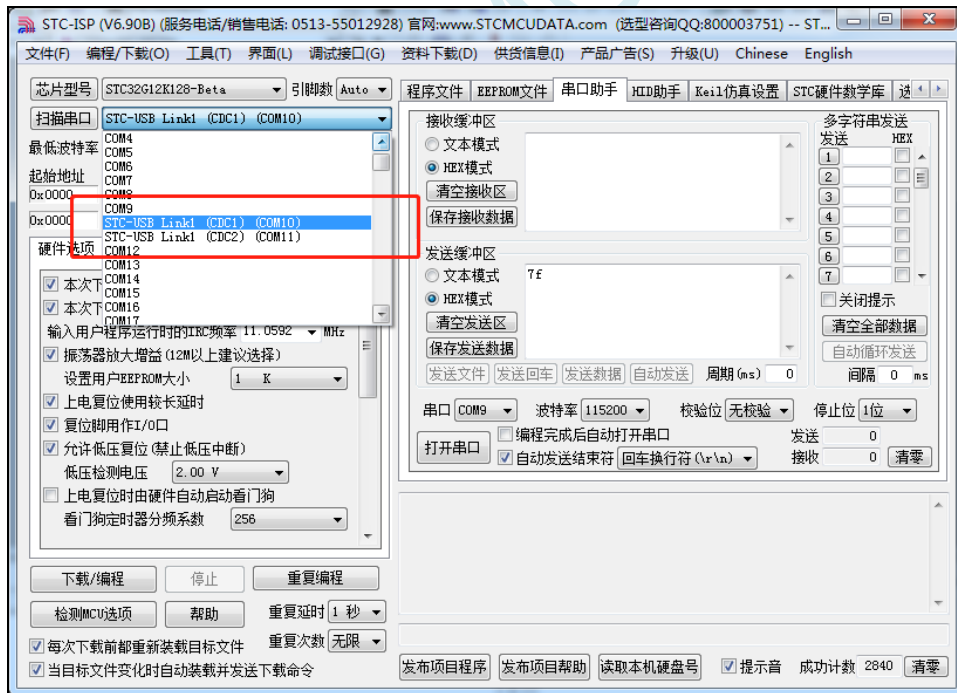 STC-ISP (V6.90B) (服务电话/销售电话: 0513-55012928) 官网:www.STCMCUDATA.com (选型咨询QQ:800003751) -- ST...
文件(F) 编程/下载(O) 工具(T) 界面(L) 调试接口(G) 资料下载(D) 供货信息(I) 产品广告(S) 升级(U) Chinese English
芯片型号 STC32G12K128-Beta 引脚数 Auto
扫描串口 STC-USB Link1 (CDC1) (COM10)
最低波特率
起始地址
0x0000
0x0000
COM4
COM5
COM6
COM7
COM8
COM9
STC-USB Link1 (CDC1) (COM10)
STC-USB Link1 (CDC2) (COM11)
COM12
COM13
COM14
COM15
COM16
COM17
硬件选项
本次下
本次下
输入用户程序运行时的IRC频率 11.0592 MHz
振荡器放大增益(12M以上建议选择)
设置用户EEPROM大小 1 K
上电复位使用较长延时
复位脚用作I/O口
允许低压复位(禁止低压中断)
低压检测电压 2.00 V
上电复位时由硬件自动启动看门狗
看门狗定时器分频系数 256
下载/编程 停止 重复编程
检测MCU选项 帮助 重复延时 1 秒
重复次数 无限
每次下载前都重新装载目标文件
当目标文件变化时自动装载并发送下载命令
程序文件 EEPROM文件 串口助手 HID助手 Keil仿真设置 STC硬件数学库 选
接收缓冲区
文本模式
HEX模式
清空接收区
保存接收数据
发送缓冲区
文本模式 7f
HEX模式
清空发送区
保存发送数据
发送文件 发送回车 发送数据 自动发送 周期(ms) 0
多字符串发送
发送 HEX
1
2
3
4
5
6
7
关闭提示
清空全部数据
自动循环发送
间隔 0 ms
串口 COM9 波特率 115200 校验位 无校验 停止位 1位
打开串口 编程完成后自动打开串口 发送 0
自动发送结束符 回车换行符(\r\n) 接收 0 清零
发布项目程序 发布项目帮助 读取本机硬盘号 提示音 成功计数 2840 清零